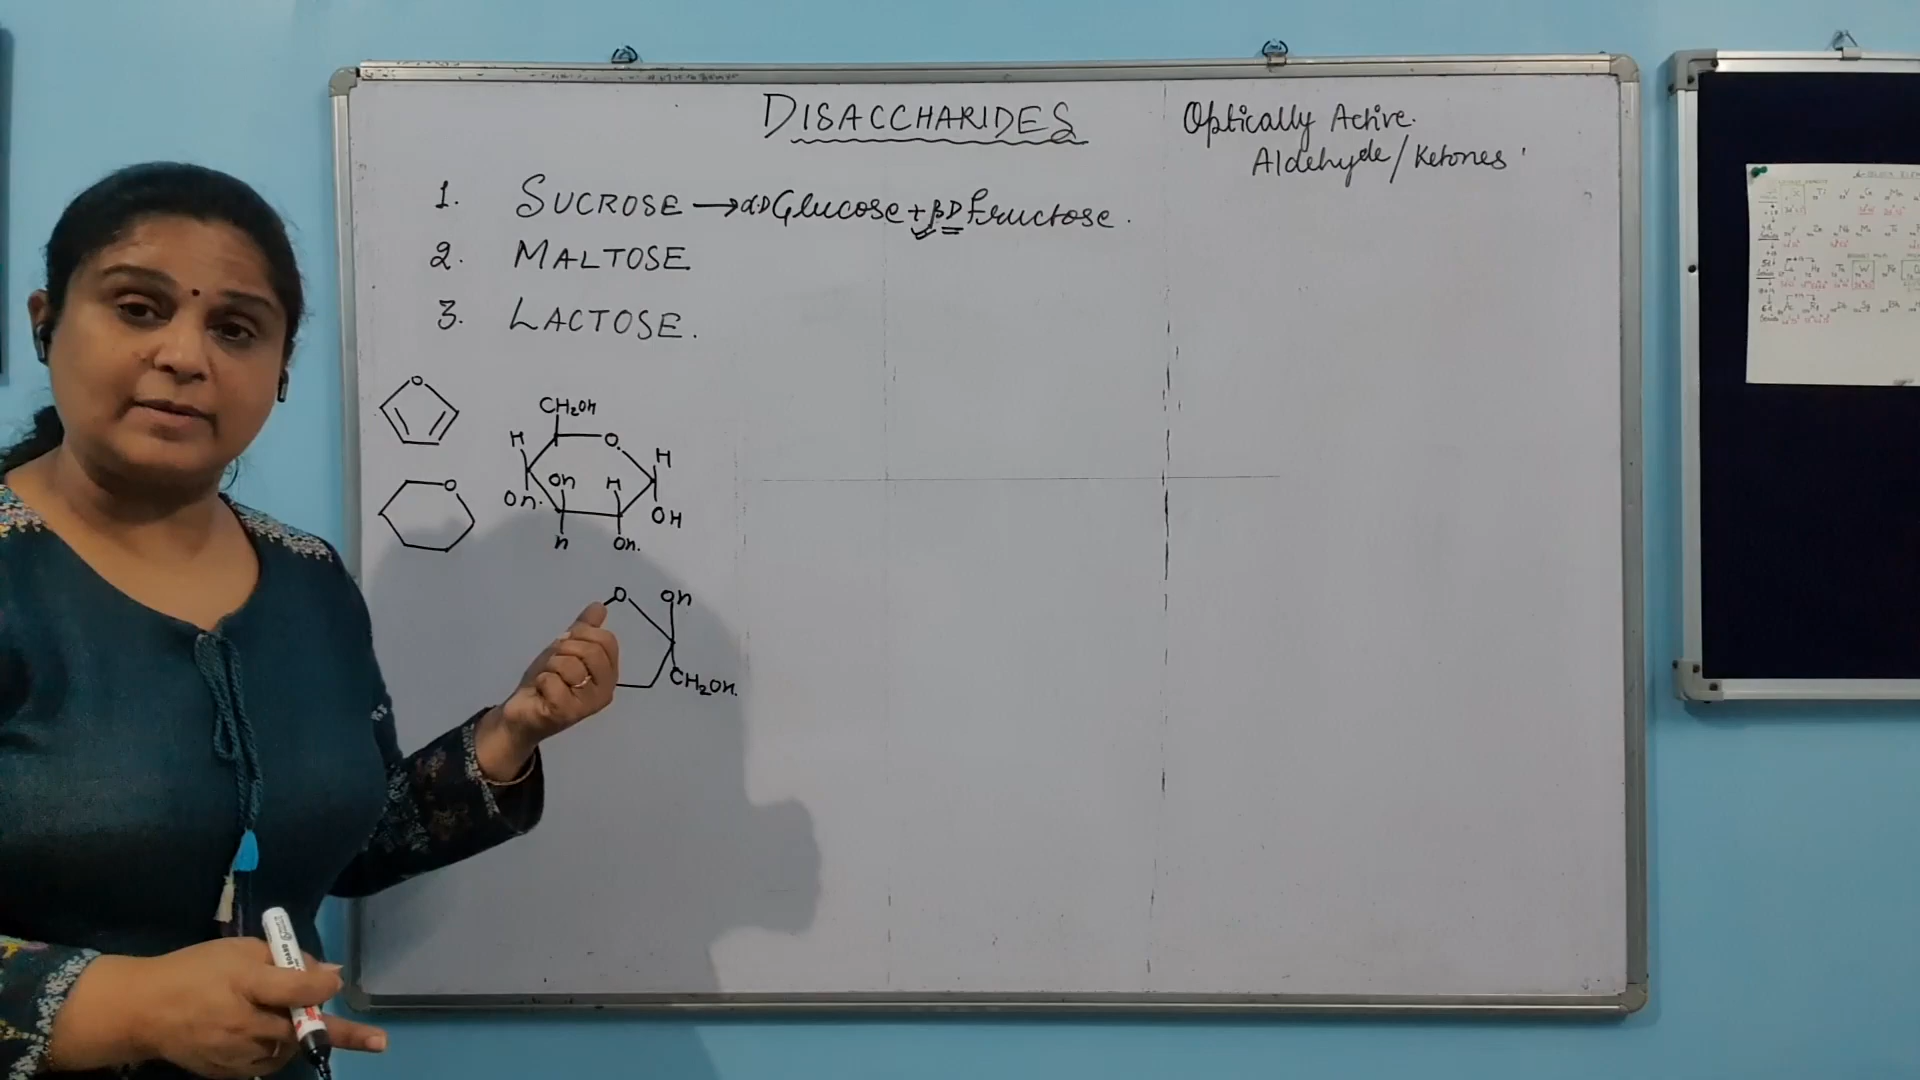 DISACCHARIDES
Optically Active.
Aldehyde/Ketones
1. SUCROSE → αD Glucose + βD Fructose.
2. MALTOSE
3. LACTOSE.
O
CH₂OH
H
O
H
OH
H
O
OH
OH
H
OH
O
OH
CH₂OH